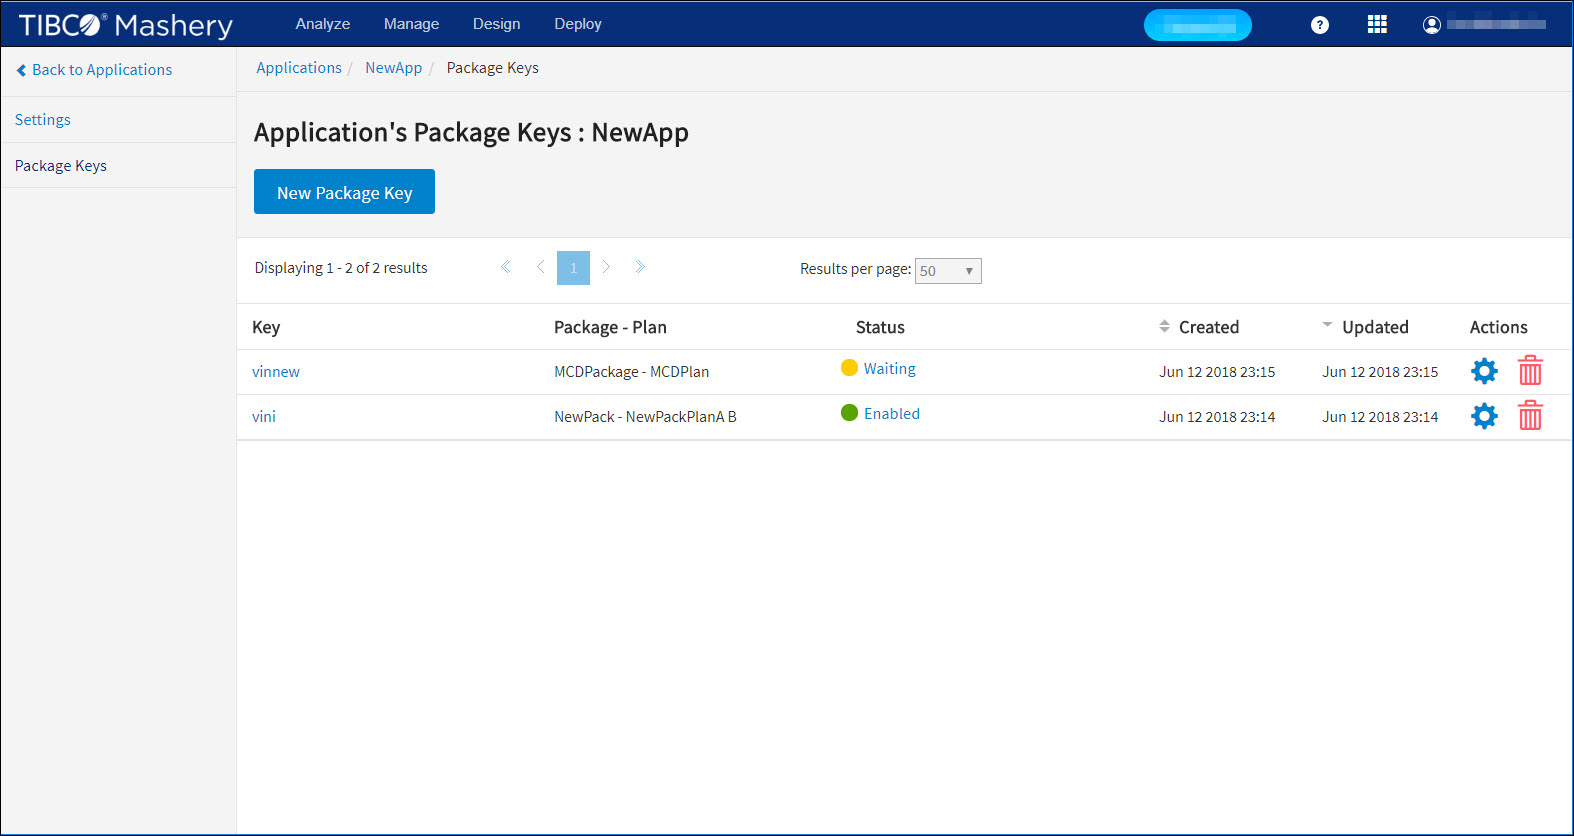 TIBCO® Mashery Analyze Manage Design Deploy ?
Back to Applications
Applications / NewApp / Package Keys
Settings
Package Keys
Application's Package Keys : NewApp
New Package Key
Displaying 1 - 2 of 2 results « < 1 > » Results per page: 50
Key Package - Plan Status Created Updated Actions
vinnew MCDPackage - MCDPlan Waiting Jun 12 2018 23:15 Jun 12 2018 23:15
vini NewPack - NewPackPlanA B Enabled Jun 12 2018 23:14 Jun 12 2018 23:14